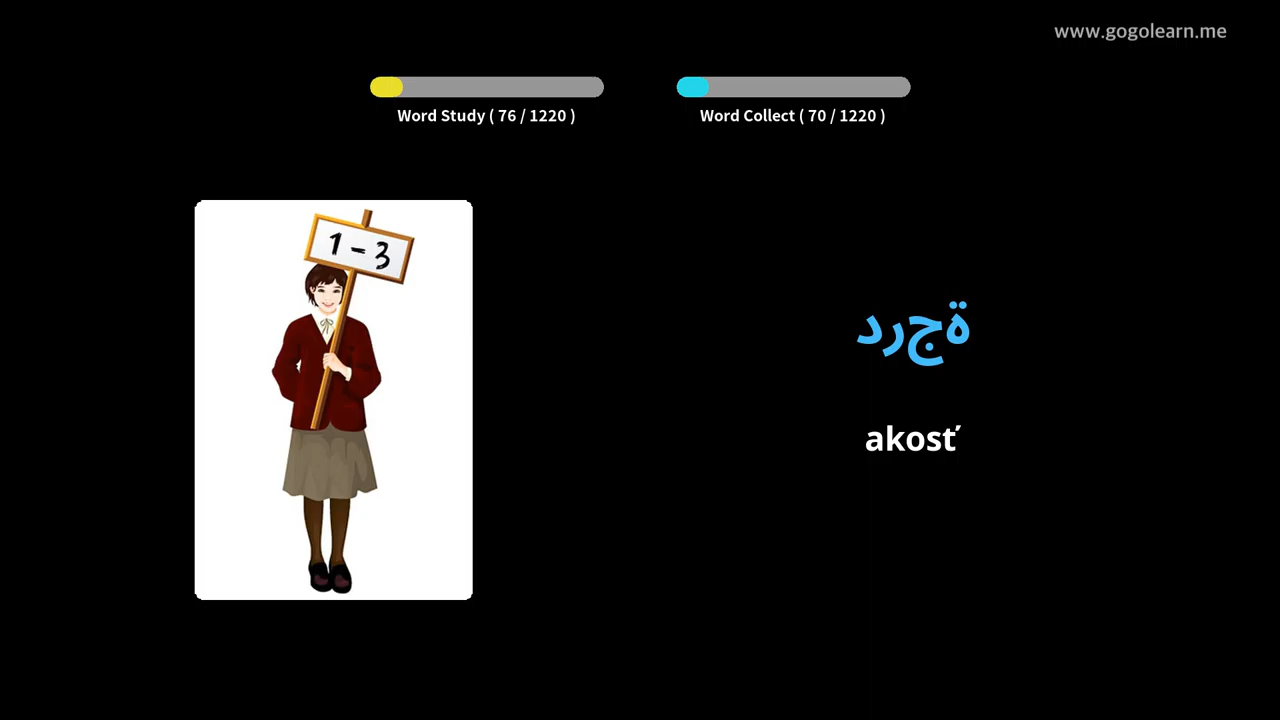 www.gogolearn.me
Word Study ( 76 / 1220 )
Word Collect ( 70 / 1220 )
1 - 3
درجة
akosť